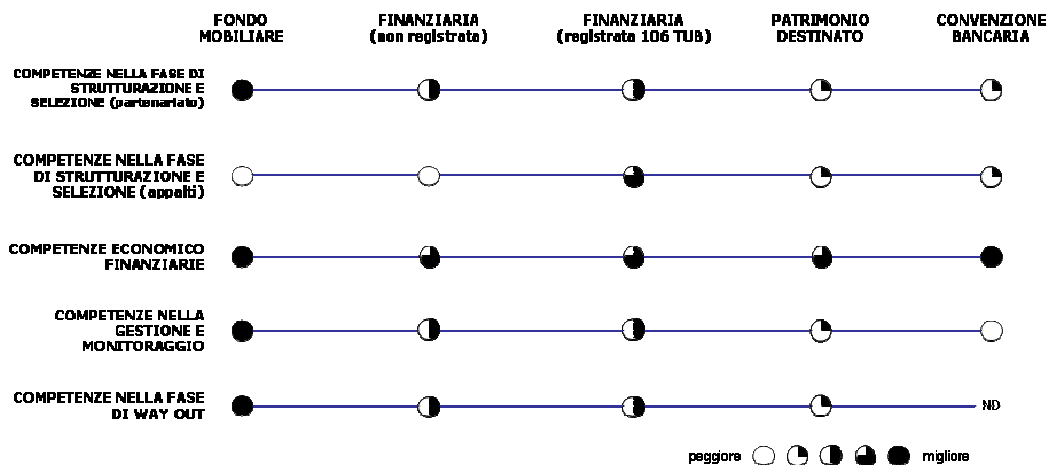 FONDO
MOBILIARE
FINANZIARIA
(non registrata)
FINANZIARIA
(registrata 106 TUB)
PATRIMONIO
DESTINATO
CONVENZIONE
BANCARIA
COMPETENZE NELLA FASE DI
STRUTTURAZIONE E
SELEZIONE (partenariato)
COMPETENZE NELLA FASE
DI STRUTTURAZIONE E
SELEZIONE (appalti)
COMPETENZE ECONOMICO
FINANZIARIE
COMPETENZE NELLA
GESTIONE E
MONITORAGGIO
COMPETENZE NELLA FASE
DI WAY OUT
ND
peggiore
migliore